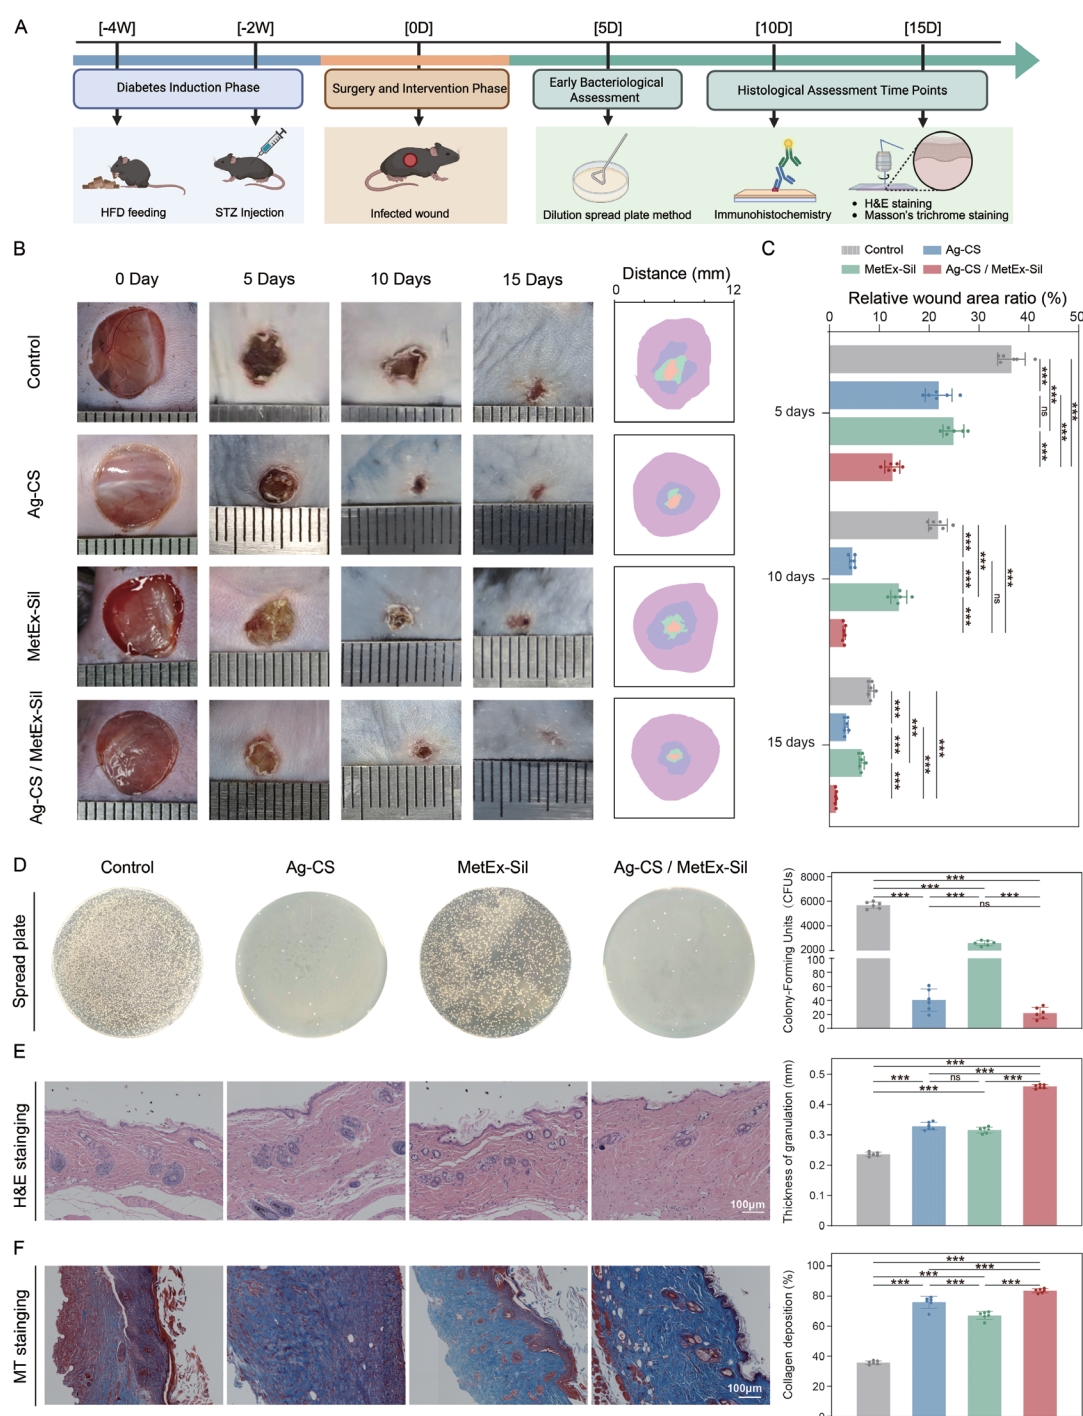 A
[-4W] [-2W] [0D] [5D] [10D] [15D]
Diabetes Induction Phase
Surgery and Intervention Phase
Early Bacteriological
Assessment
Histological Assessment Time Points
HFD feeding
STZ Injection
Infected wound
Dilution spread plate method
Immunohistochemistry
• H&E staining
• Masson's trichrome staining
B
0 Day 5 Days 10 Days 15 Days
Distance (mm)
0 12
Control
Ag-CS
MetEx-Sil
Ag-CS / MetEx-Sil
C
Control Ag-CS
MetEx-Sil Ag-CS / MetEx-Sil
Relative wound area ratio (%)
0 10 20 30 40 50
5 days
*** *** *** ns *** ***
10 days
*** *** *** *** ns ***
15 days
*** *** *** *** *** ***
D
Control Ag-CS MetEx-Sil Ag-CS / MetEx-Sil
Spread plate
Colony-Forming Units (CFUs)
8000
6000
4000
2000
100
80
60
40
20
0
***
***
*** *** ***
ns
E
H&E stainging
100μm
Thickness of granulation (mm)
0.5
0.4
0.3
0.2
0.1
0
***
***
*** ns ***
***
F
MT stainging
100μm
Collagen deposition (%)
100
80
60
40
20
0
***
***
***
*** *** ***